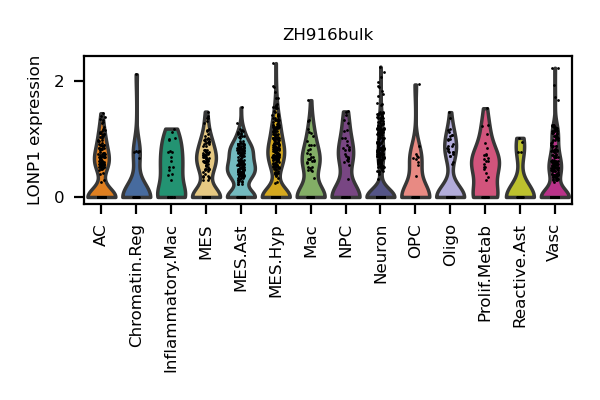 ZH916bulk
LONP1 expression
2
0
AC
Chromatin.Reg
Inflammatory.Mac
MES
MES.Ast
MES.Hyp
Mac
NPC
Neuron
OPC
Oligo
Prolif.Metab
Reactive.Ast
Vasc